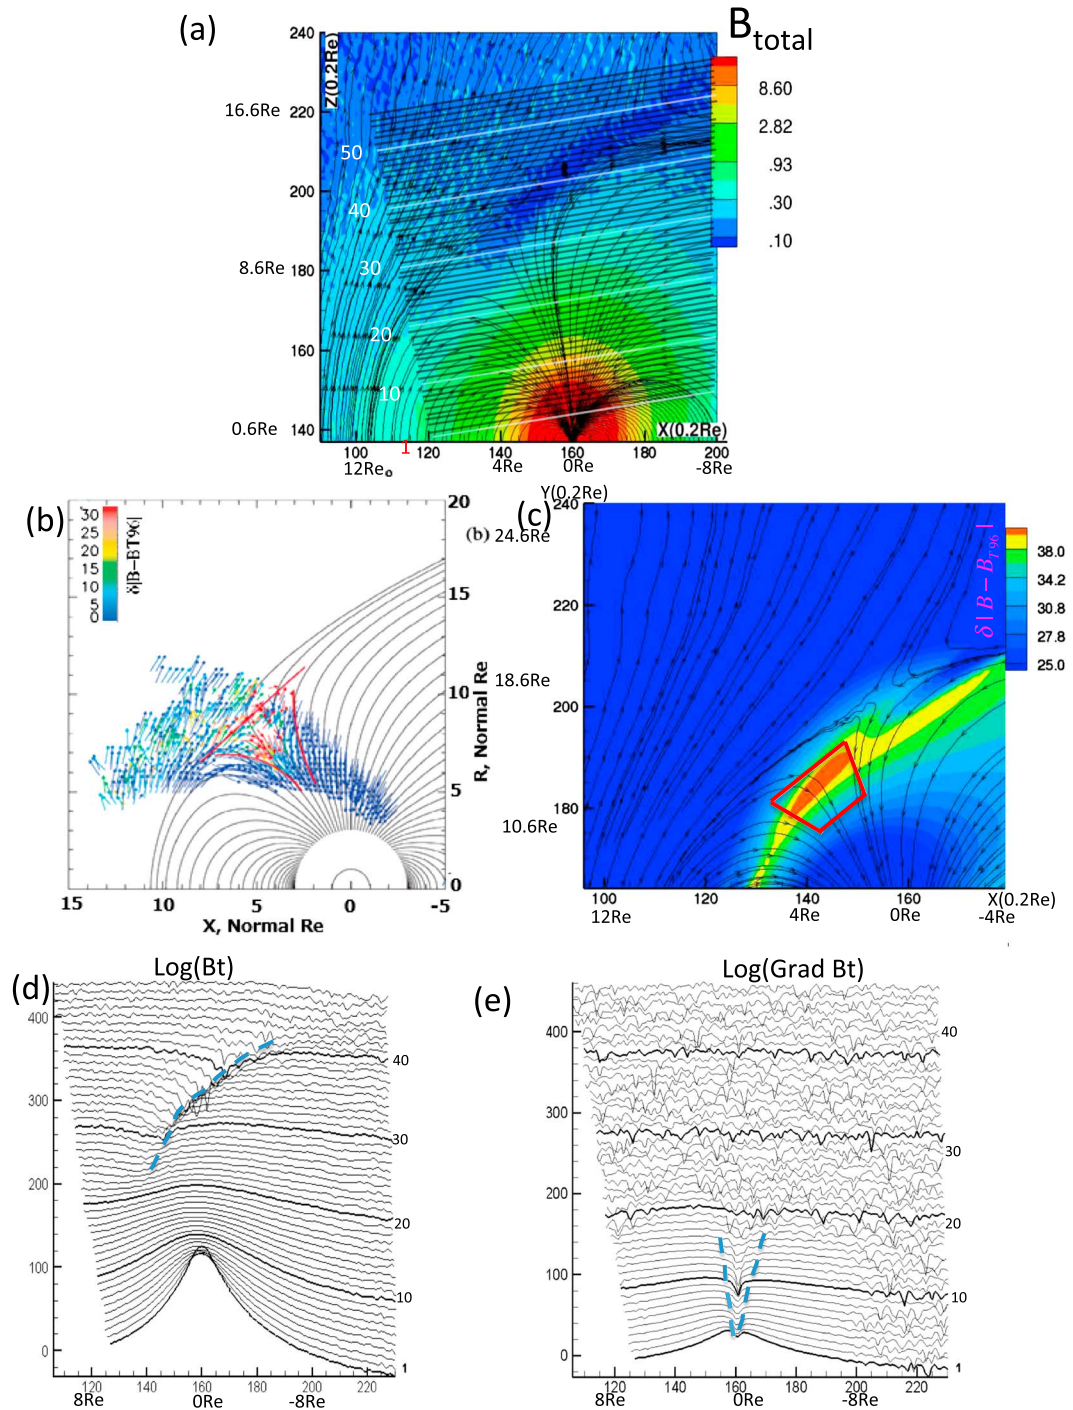 (a)
B total
240
Z(0.2Re)
16.6Re
220
8.60
2.82
50
.93
200
40
.30
.10
8.6Re
180
30
20
160
10
0.6Re
140
X(0.2Re)
100
1
120
140
160
180
200
12Re
4Re
0Re
-8Re
(b)
30
25
20
15
10
5
0
δ|B−BT96|
20
(b)
15
10
5
0
R, Normal Re
15
10
5
0
-5
X, Normal Re
Y(0.2Re)
(c)
240
24.6Re
δ|B−B T96|
38.0
34.2
30.8
27.8
25.0
220
18.6Re
200
10.6Re
180
100
120
140
160
X(0.2Re)
12Re
4Re
0Re
-4Re
Log(Bt)
(d)
400
300
200
100
0
40
30
20
10
1
120
140
160
180
200
220
8Re
0Re
-8Re
Log(Grad Bt)
(e)
400
300
200
100
0
40
30
20
10
1
120
140
160
180
200
220
8Re
0Re
-8Re